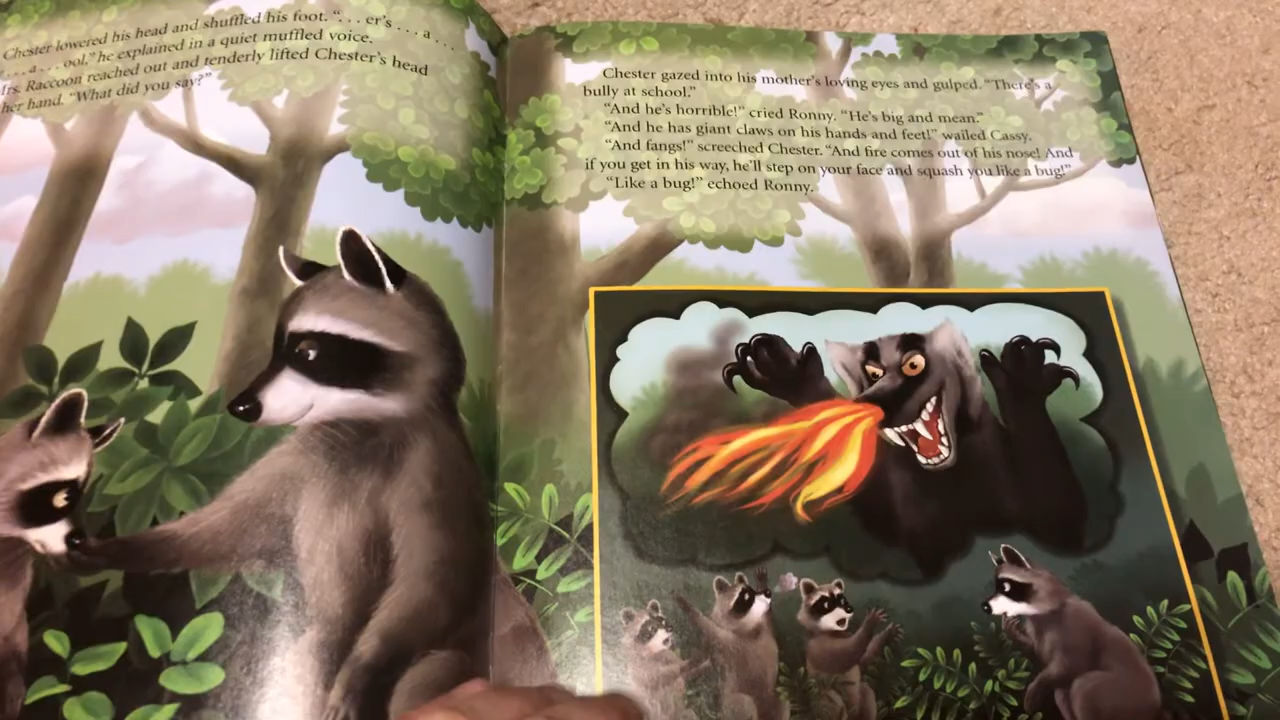 Chester lowered his head and shuffled his foot. “. . . er’s . . . a . . . .
. . . a . . . ool,” he explained in a quiet muffled voice.
Mrs. Raccoon reached out and tenderly lifted Chester’s head
her hand. “What did you say?”
Chester gazed into his mother’s loving eyes and gulped. “There’s a
bully at school.”
“And he’s horrible!” cried Ronny. “He’s big and mean.”
“And he has giant claws on his hands and feet!” wailed Cassy.
“And fangs!” screeched Chester. “And fire comes out of his nose! And
if you get in his way, he’ll step on your face and squash you like a bug!”
“Like a bug!” echoed Ronny.